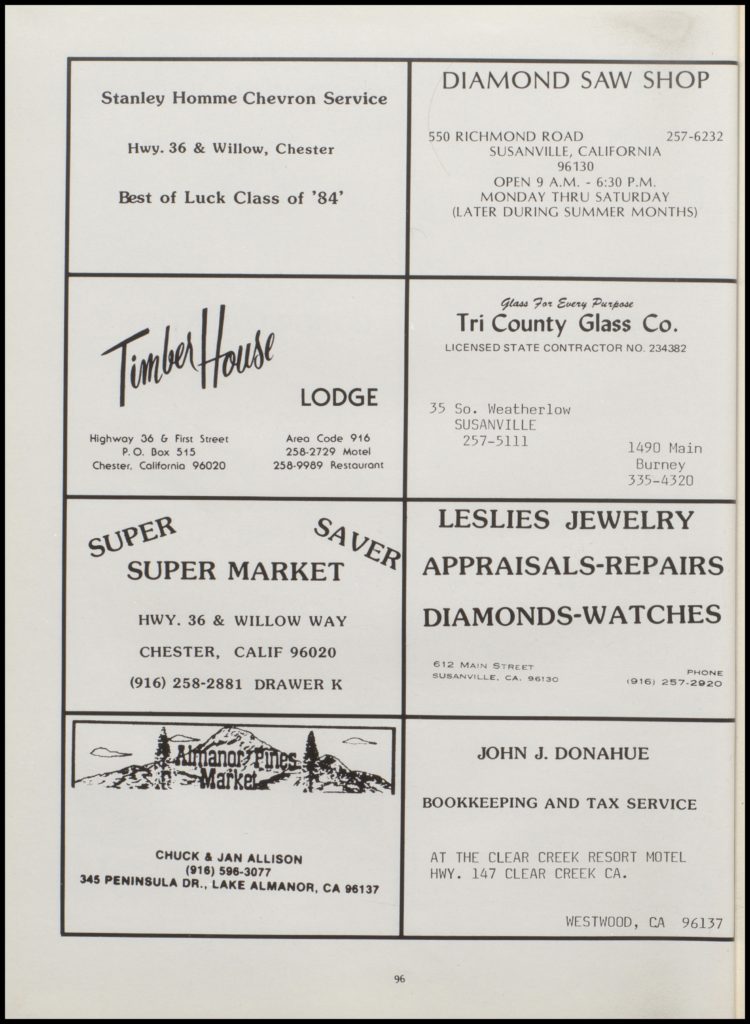 Stanley Homme Chevron Service
Hwy. 36 & Willow, Chester
Best of Luck Class of '84'
DIAMOND SAW SHOP
550 RICHMOND ROAD 257-6232
SUSANVILLE, CALIFORNIA
96130
OPEN 9 A.M. - 6:30 P.M.
MONDAY THRU SATURDAY
(LATER DURING SUMMER MONTHS)
Timber House
LODGE
Highway 36 & First Street
P.O. Box 515
Chester, California 96020
Area Code 916
258-2729 Motel
258-9989 Restaurant
Glass For Every Purpose
Tri County Glass Co.
LICENSED STATE CONTRACTOR NO. 234382
35 So. Weatherlow
SUSANVILLE
257-5111
1490 Main
Burney
335-4320
SUPER SAVER
SUPER MARKET
HWY. 36 & WILLOW WAY
CHESTER, CALIF 96020
(916) 258-2881 DRAWER K
LESLIES JEWELRY
APPRAISALS-REPAIRS
DIAMONDS-WATCHES
612 MAIN STREET
SUSANVILLE, CA. 96130
PHONE
(916) 257-2920
Almanor Pines
Market
CHUCK & JAN ALLISON
(916) 596-3077
345 PENINSULA DR., LAKE ALMANOR, CA 96137
JOHN J. DONAHUE
BOOKKEEPING AND TAX SERVICE
AT THE CLEAR CREEK RESORT MOTEL
HWY. 147 CLEAR CREEK CA.
WESTWOOD, CA 96137
96